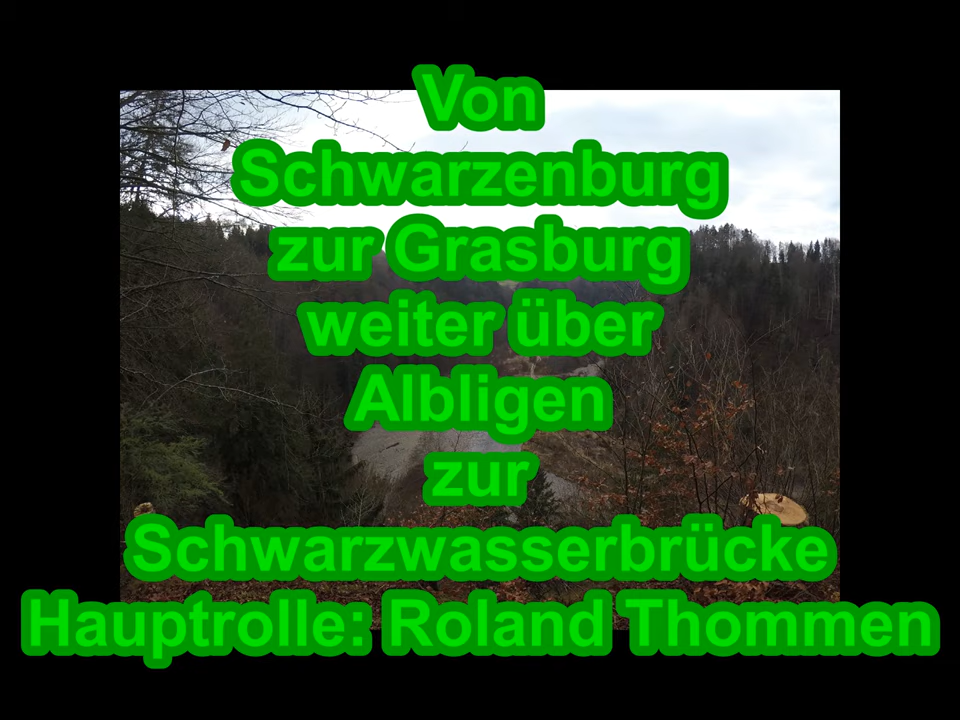 Von
Schwarzenburg
zur Grasburg
weiter über
Albligen
zur
Schwarzwasserbrücke
Hauptrolle: Roland Thommen